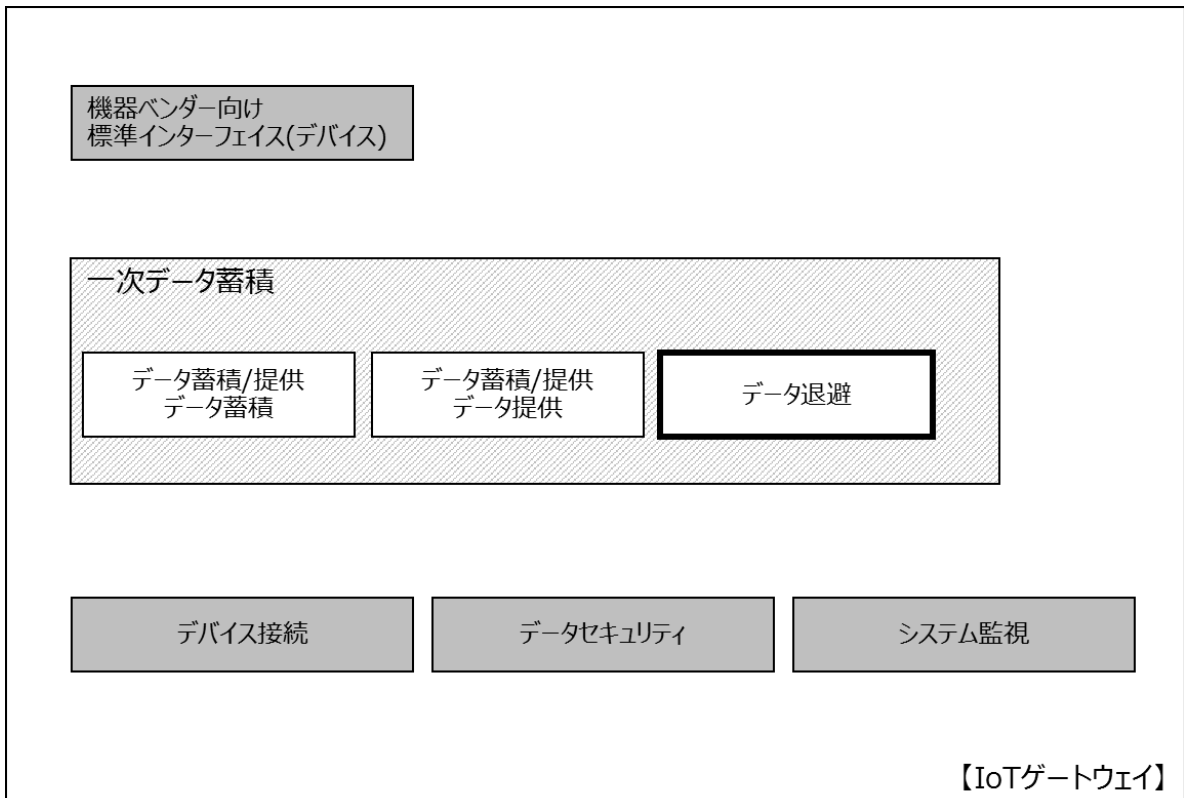 機器ベンダー向け
標準インターフェイス(デバイス)
一次データ蓄積
データ蓄積/提供
データ蓄積
データ蓄積/提供
データ提供
データ退避
デバイス接続
データセキュリティ
システム監視
【IoTゲートウェイ】